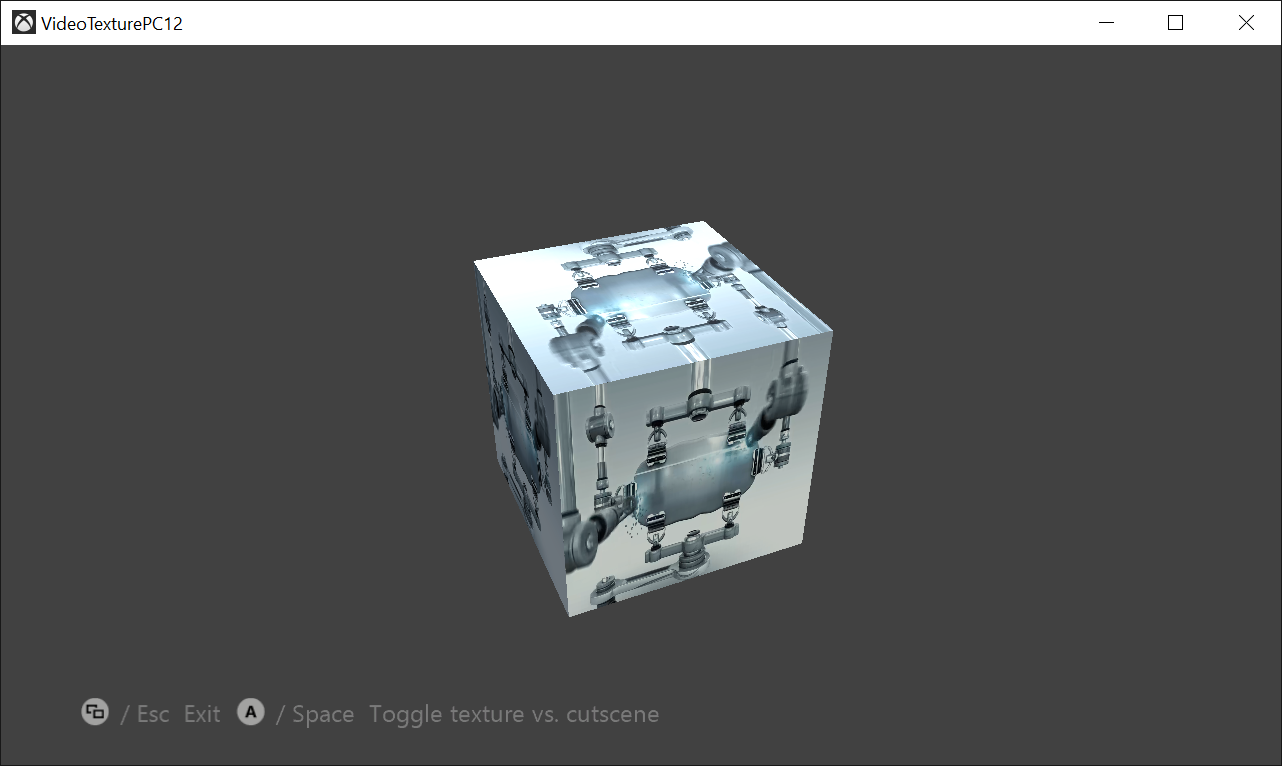 VideoTexturePC12
/ Esc Exit A / Space Toggle texture vs. cutscene